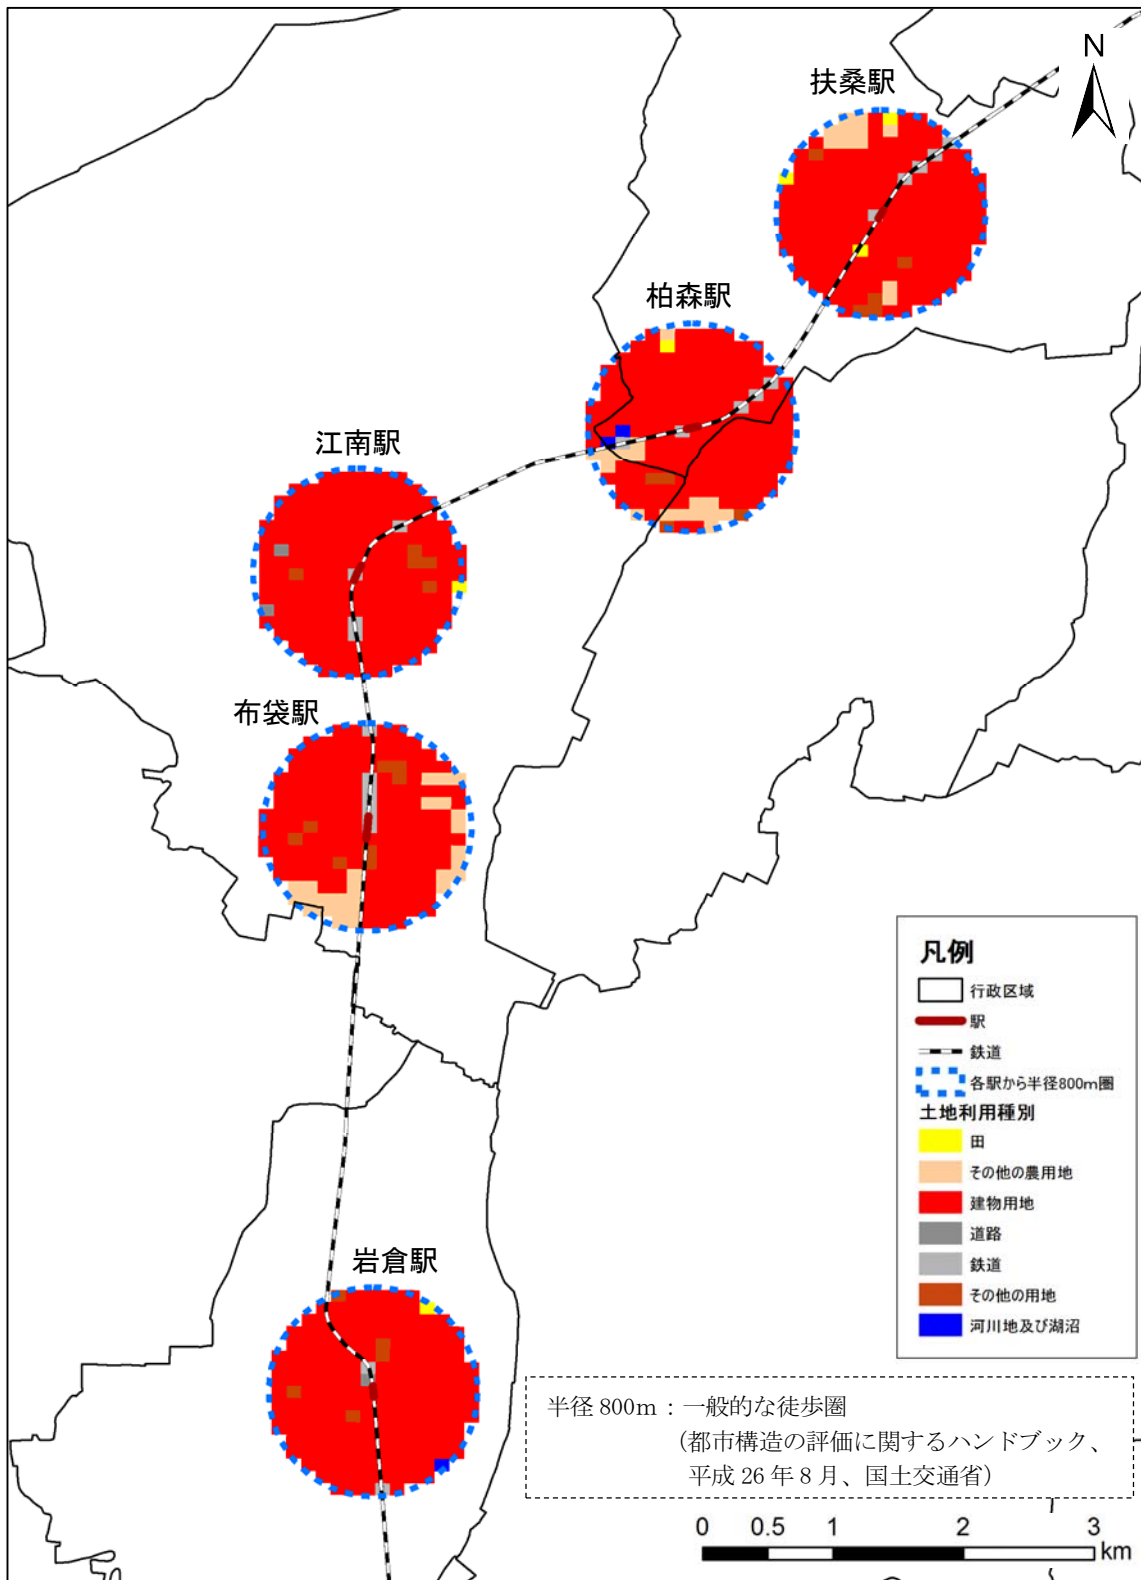 N
扶桑駅
柏森駅
江南駅
布袋駅
岩倉駅
凡例
行政区域
駅
鉄道
各駅から半径800m圏
土地利用種別
田
その他の農用地
建物用地
道路
鉄道
その他の用地
河川地及び湖沼
半径 800m：一般的な徒歩圏
（都市構造の評価に関するハンドブック、
平成 26 年 8 月、国土交通省）
0 0.5 1 2 3
km